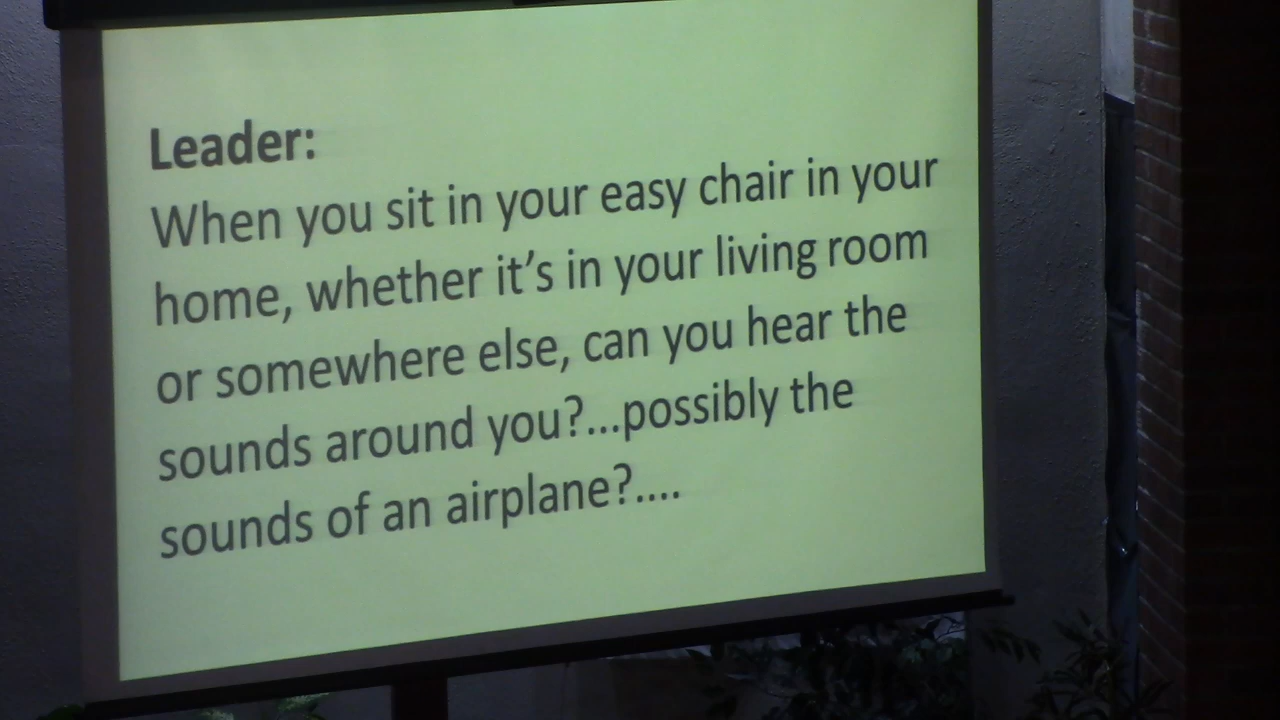 Leader:
When you sit in your easy chair in your
home, whether it's in your living room
or somewhere else, can you hear the
sounds around you?...possibly the
sounds of an airplane?....